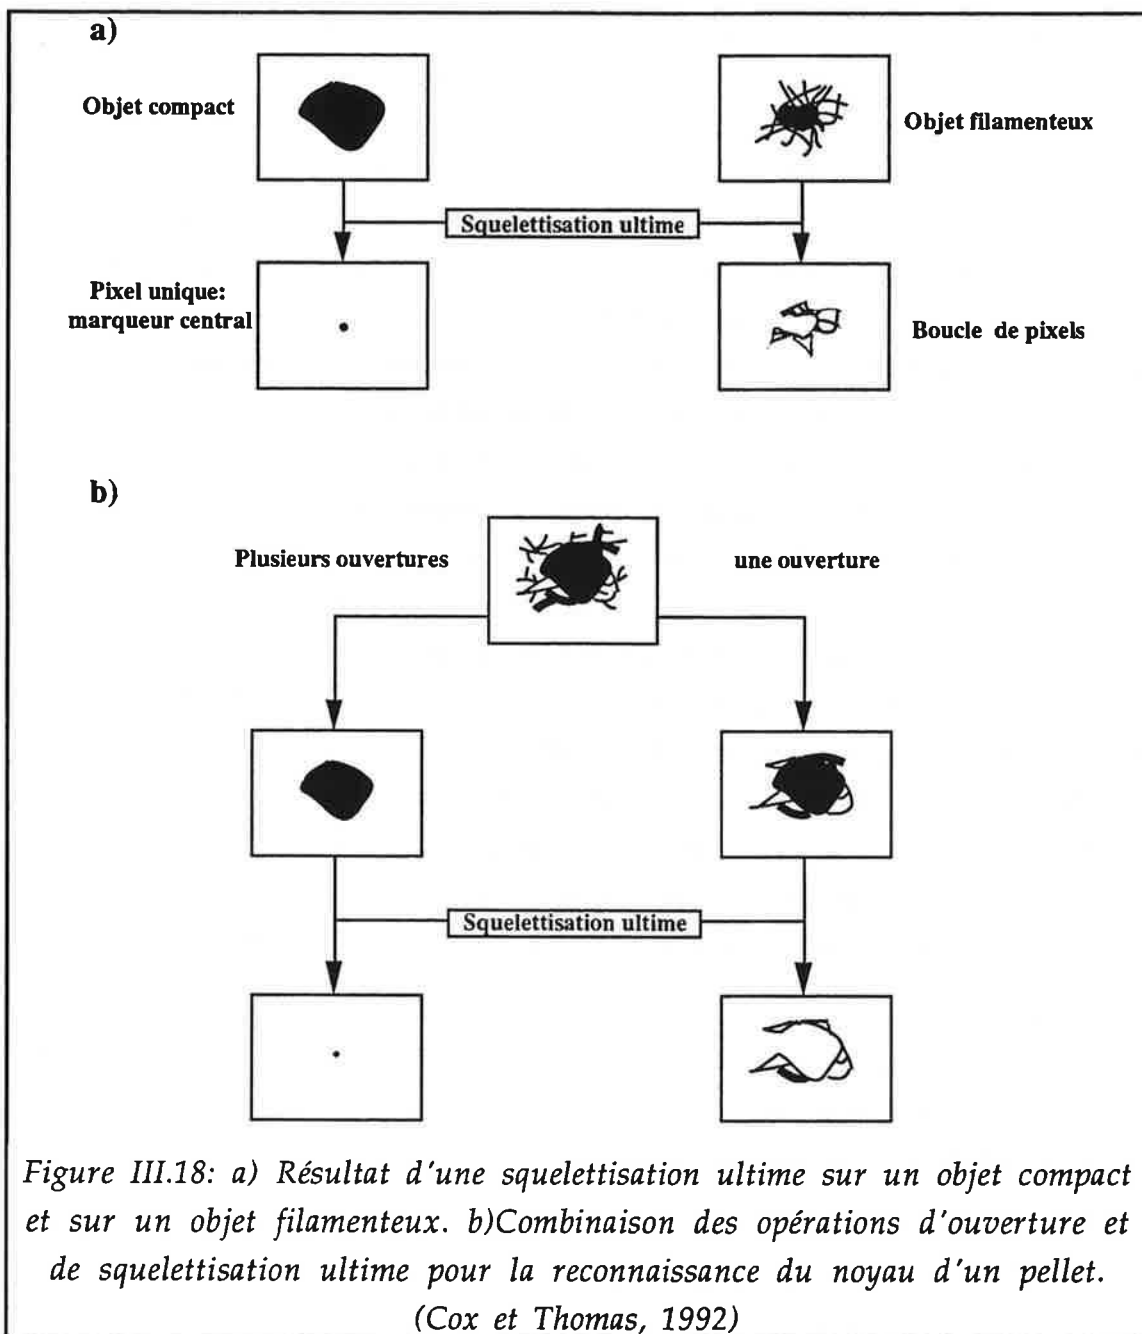 a)
Objet compact
Objet filamenteux
Squelettisation ultime
Pixel unique:
marqueur central
Boucle de pixels
b)
Plusieurs ouvertures
une ouverture
Squelettisation ultime
Figure III.18: a) Résultat d'une squelettisation ultime sur un objet compact
et sur un objet filamenteux. b)Combinaison des opérations d'ouverture et
de squelettisation ultime pour la reconnaissance du noyau d'un pellet.
(Cox et Thomas, 1992)